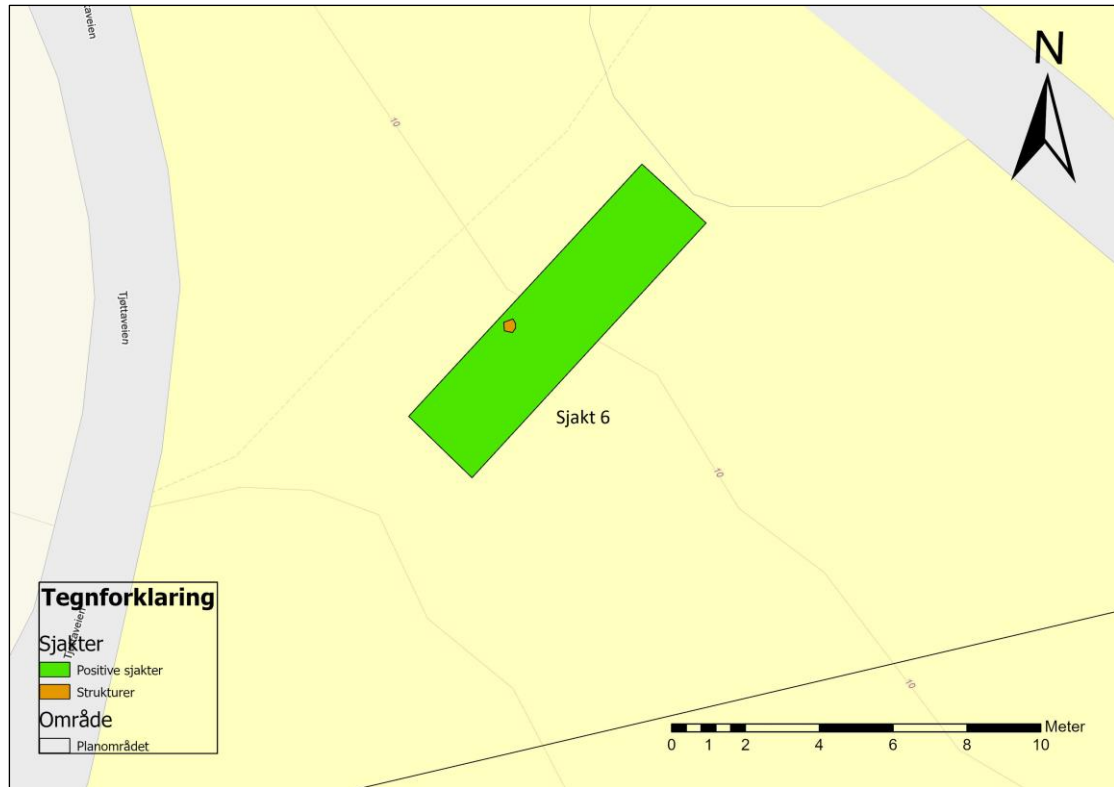 Tjøttaveien
N
10
Tjøttaveien
Sjakt 6
10
Tegnforklaring
Tjøttaveien
Sjakter
Positive sjakter
Strukturer
Område
Planområdet
10
Meter
0 1 2 4 6 8 10